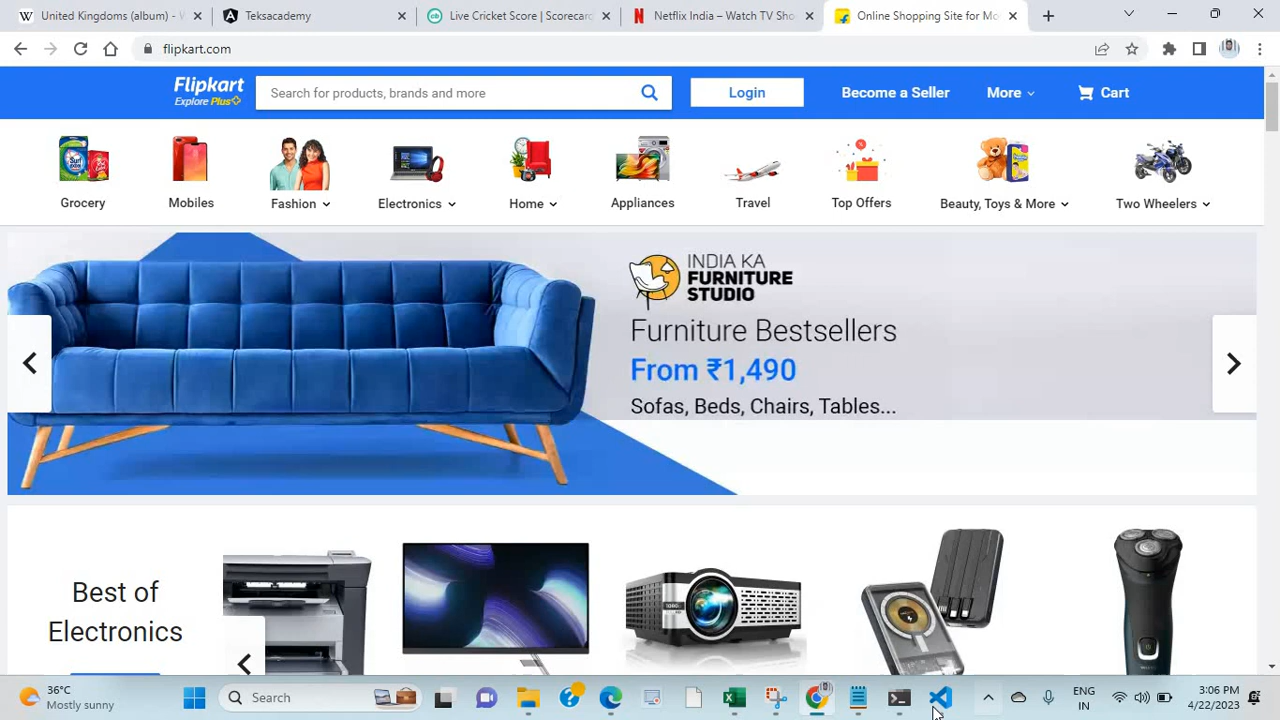 United Kingdoms (album) - W
Teksacademy
Live Cricket Score | Scorecard
Netflix India – Watch TV Sho
Online Shopping Site for Mo
flipkart.com
Flipkart
Explore Plus
Search for products, brands and more
Login
Become a Seller
More
Cart
Grocery
Mobiles
Fashion
Electronics
Home
Appliances
Travel
Top Offers
Beauty, Toys & More
Two Wheelers
INDIA KA
FURNITURE
STUDIO
Furniture Bestsellers
From ₹1,490
Sofas, Beds, Chairs, Tables...
Best of
Electronics
36°C
Mostly sunny
Search
ENG
IN
3:06 PM
4/22/2023